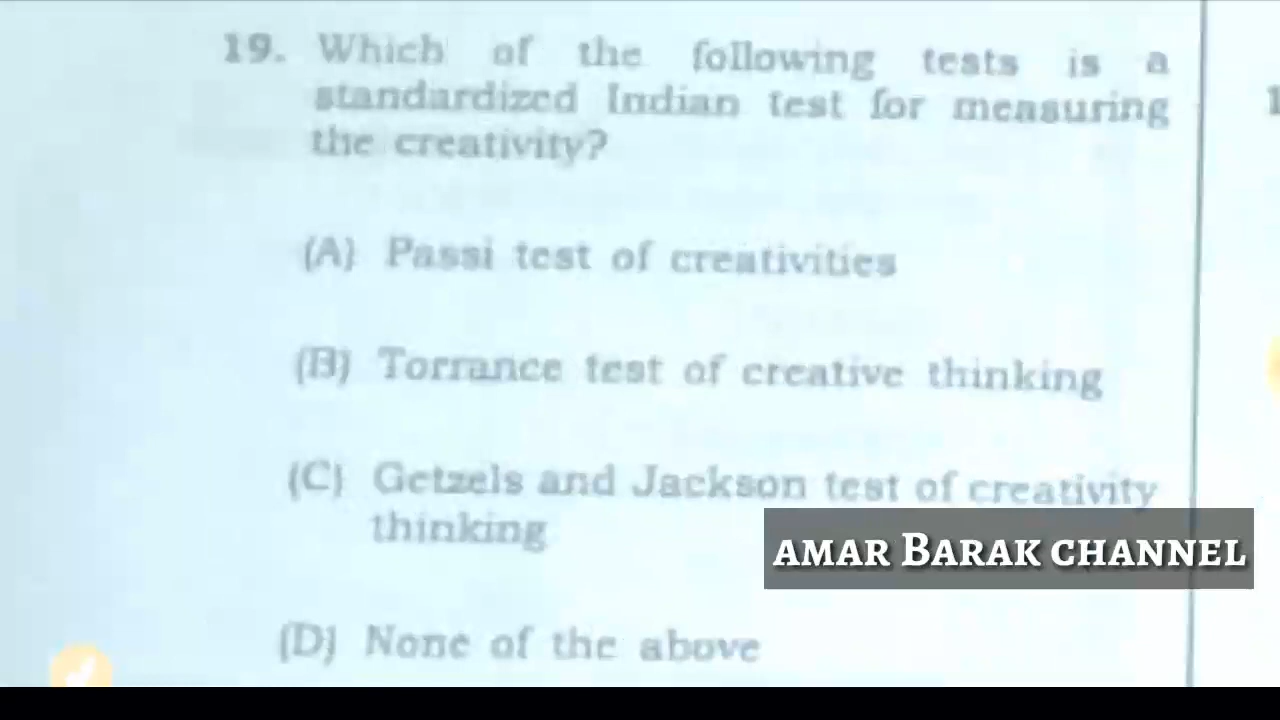 19. Which of the following tests is a
standardized Indian test for measuring
the creativity?
(A) Passi test of creativities
(B) Torrance test of creative thinking
(C) Getzels and Jackson test of creativity
thinking
AMAR BARAK CHANNEL
(D) None of the above
1